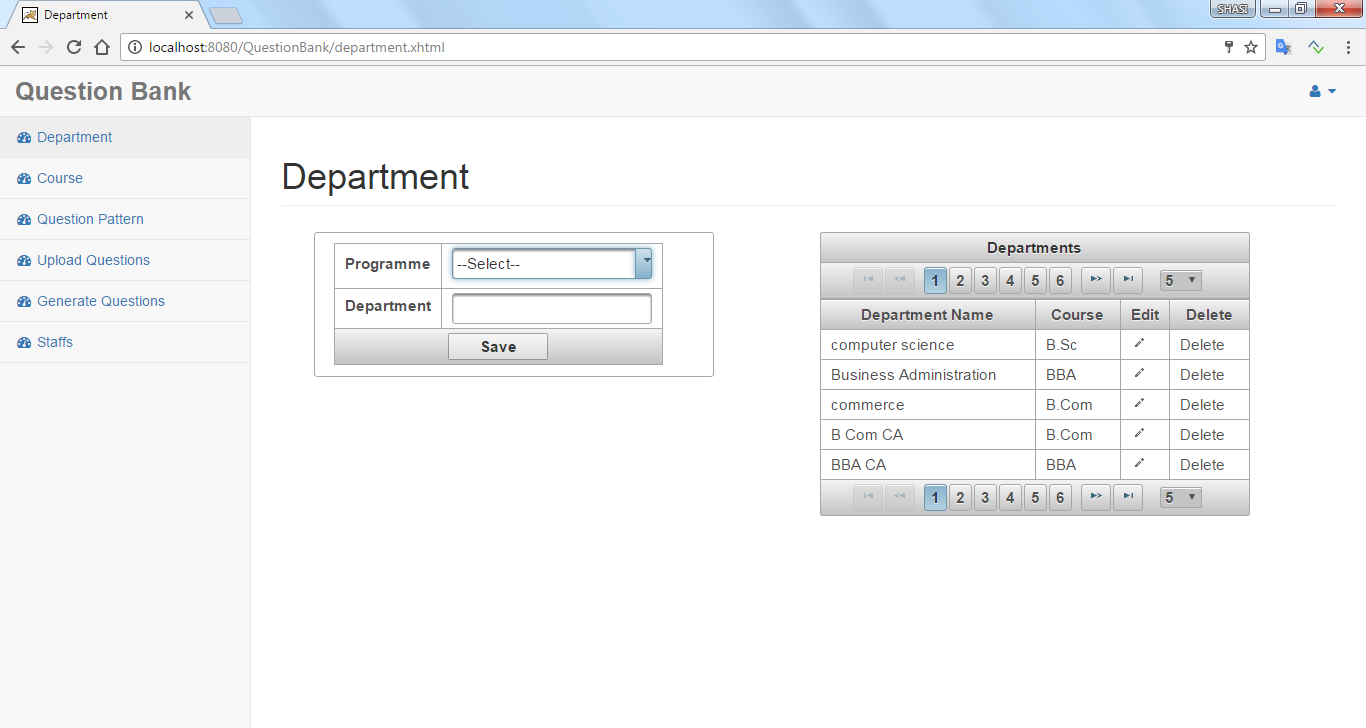 Department
SHASI
localhost:8080/QuestionBank/department.xhtml
Question Bank
Department
Course
Question Pattern
Upload Questions
Generate Questions
Staffs
Department
Programme --Select--
Department
Save
Departments
1 2 3 4 5 6 5
Department Name Course Edit Delete
computer science B.Sc Delete
Business Administration BBA Delete
commerce B.Com Delete
B Com CA B.Com Delete
BBA CA BBA Delete
1 2 3 4 5 6 5